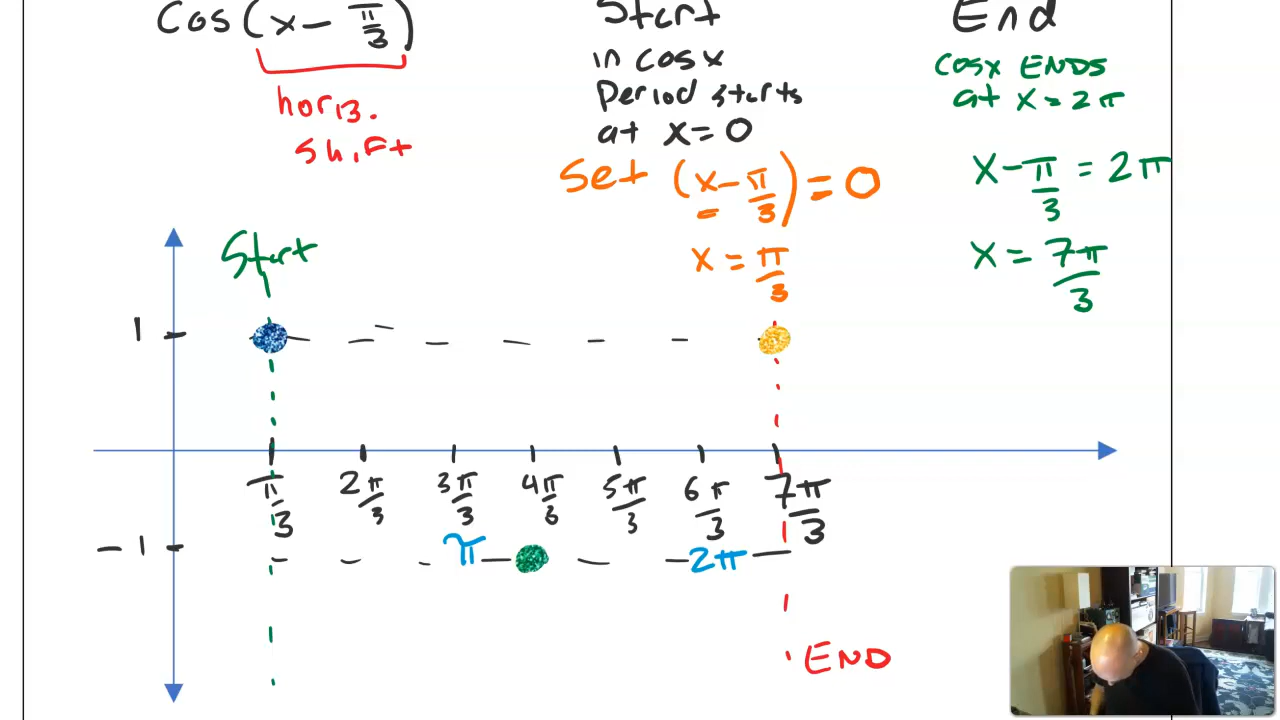 Cos(x - π/3)
horiz.
shift
Start
in cosx
Period starts
at x=0
Set (x - π/3) = 0
x = π/3
End
cosx ENDS
at x=2π
x - π/3 = 2π
x = 7π/3
Start
1
π/3 2π/3 3π/3 4π/3 5π/3 6π/3 7π/3
-1
π 2π
END